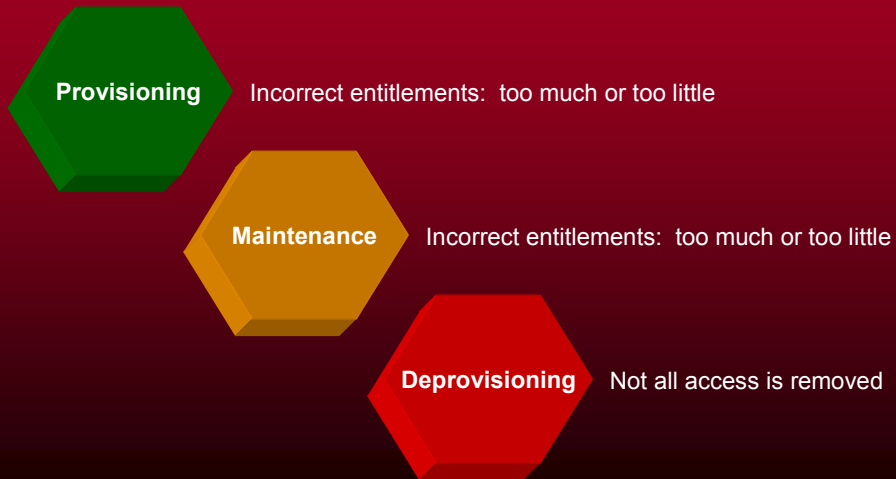 Provisioning
Incorrect entitlements:  too much or too little
Maintenance
Incorrect entitlements:  too much or too little
Deprovisioning
Not all access is removed